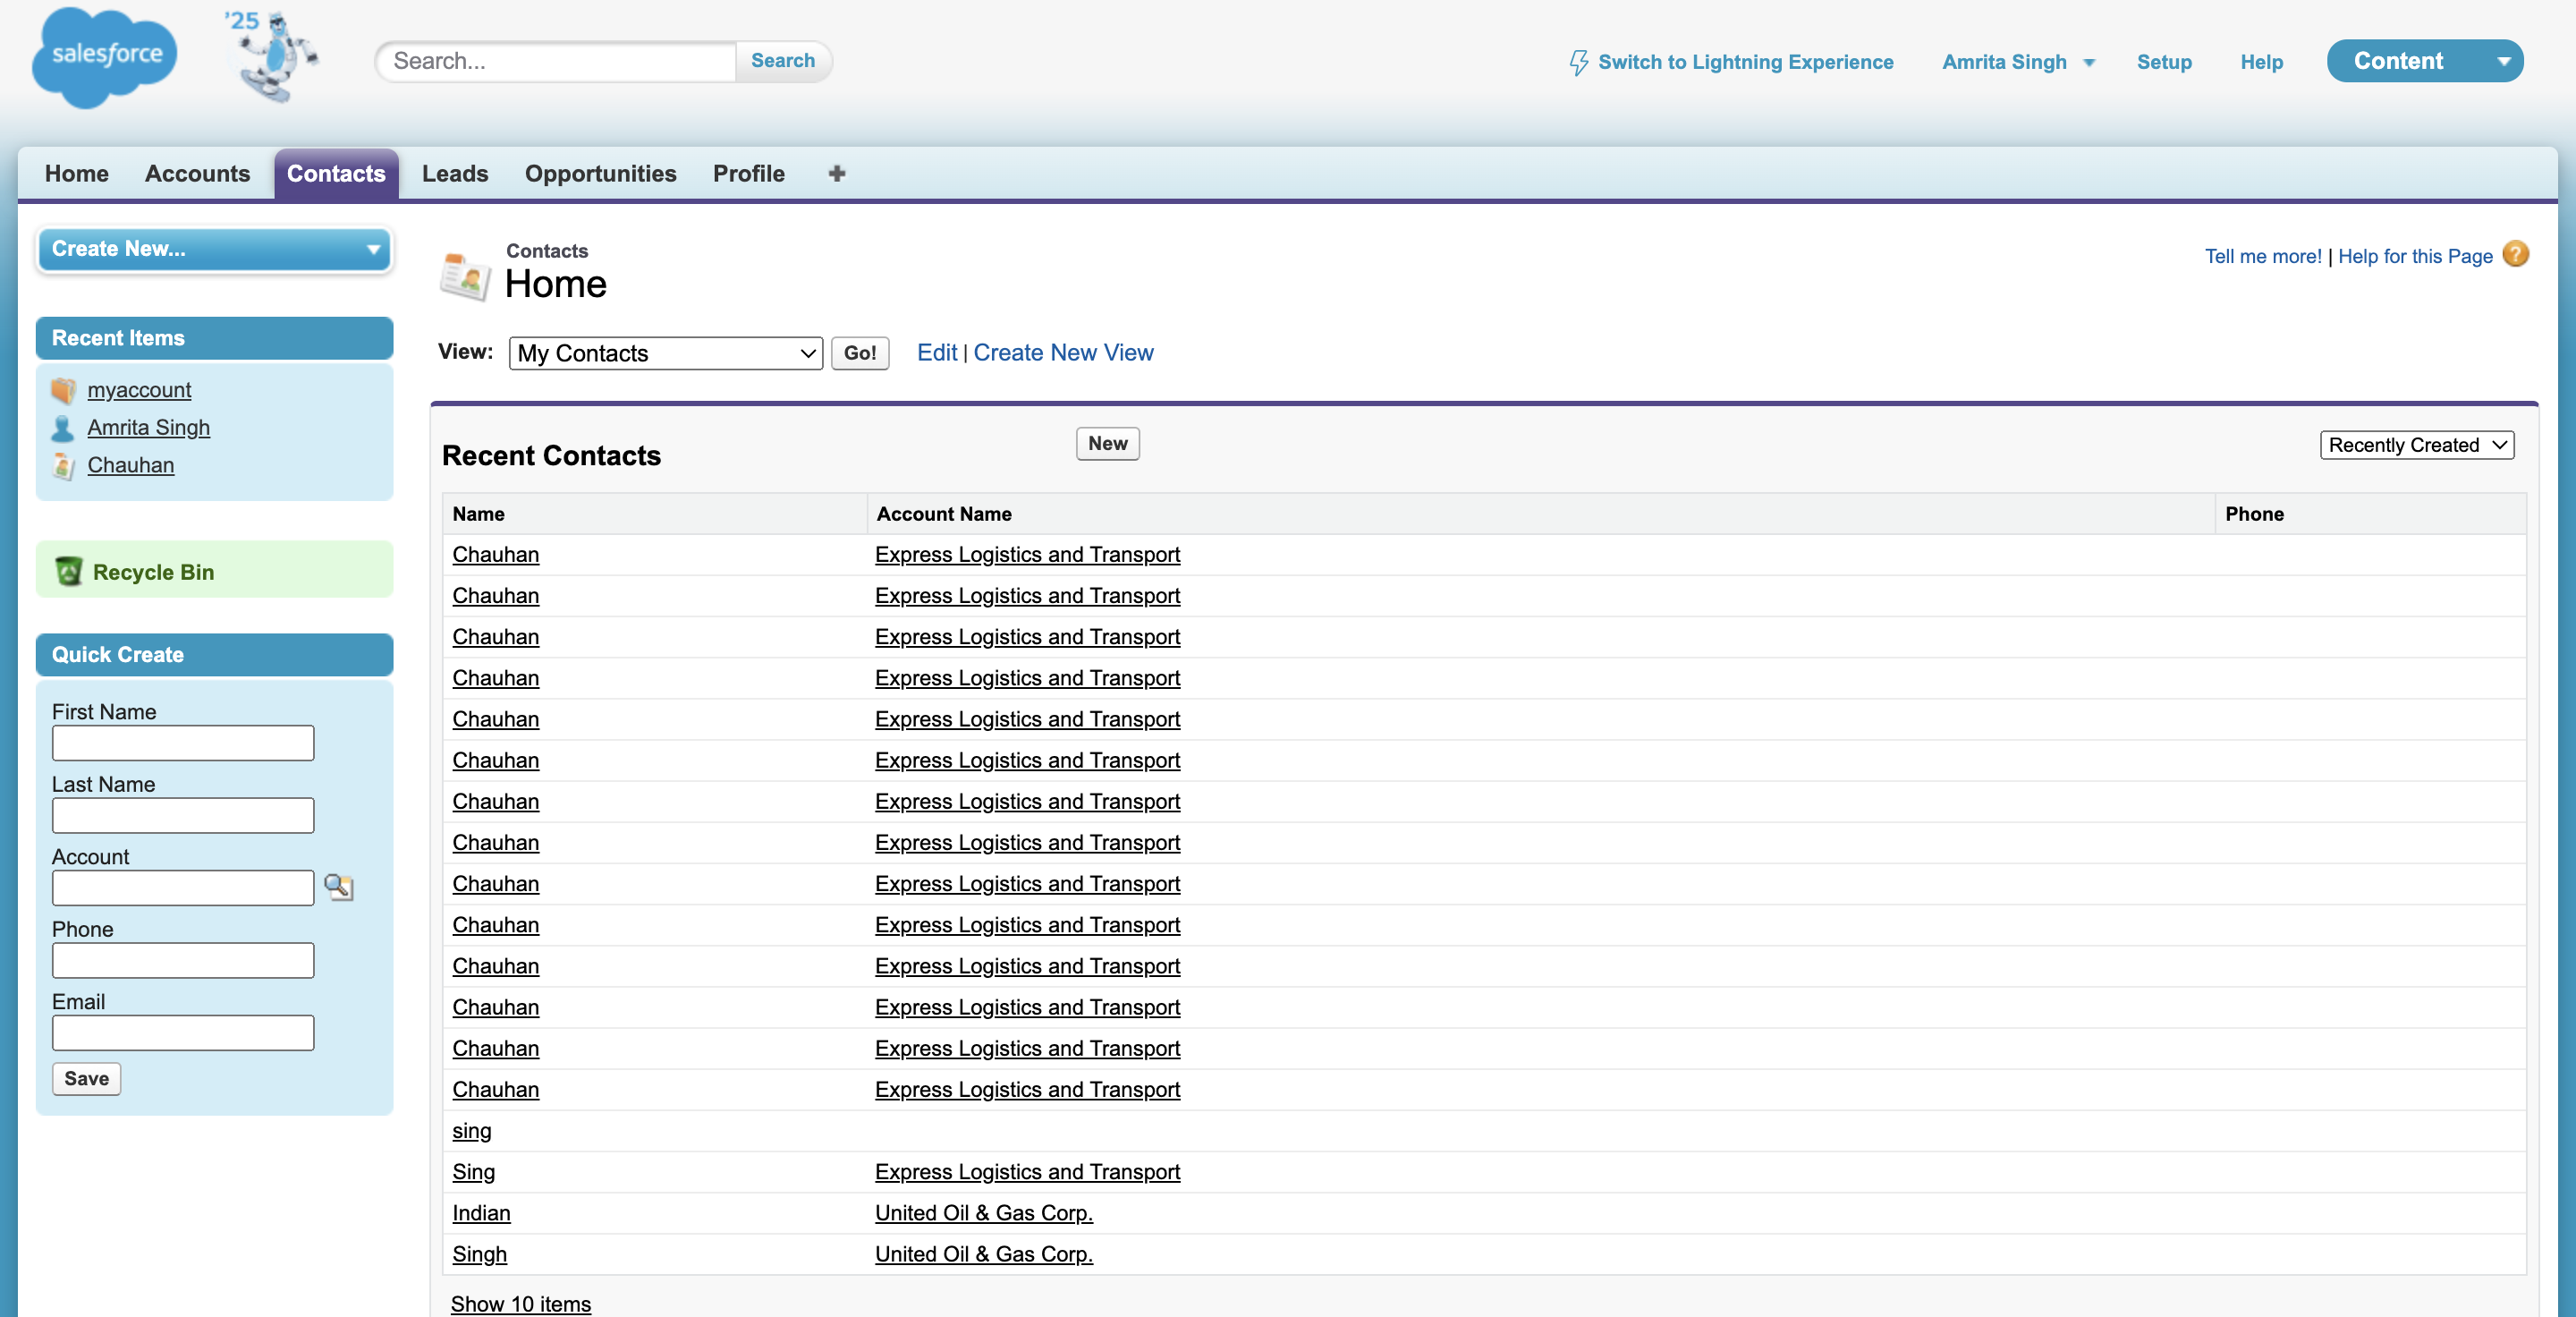 salesforce
'25
Search...
Search
Switch to Lightning Experience
Amrita Singh
Setup
Help
Content
Home
Accounts
Contacts
Leads
Opportunities
Profile
+
Create New...
Recent Items
myaccount
Amrita Singh
Chauhan
Recycle Bin
Quick Create
First Name
Last Name
Account
Phone
Email
Save
Contacts
Home
Tell me more! | Help for this Page ?
View: My Contacts Go! Edit | Create New View
Recent Contacts New Recently Created
Name Account Name Phone
Chauhan Express Logistics and Transport
Chauhan Express Logistics and Transport
Chauhan Express Logistics and Transport
Chauhan Express Logistics and Transport
Chauhan Express Logistics and Transport
Chauhan Express Logistics and Transport
Chauhan Express Logistics and Transport
Chauhan Express Logistics and Transport
Chauhan Express Logistics and Transport
Chauhan Express Logistics and Transport
Chauhan Express Logistics and Transport
Chauhan Express Logistics and Transport
Chauhan Express Logistics and Transport
Chauhan Express Logistics and Transport
sing
Sing Express Logistics and Transport
Indian United Oil & Gas Corp.
Singh United Oil & Gas Corp.
Show 10 items